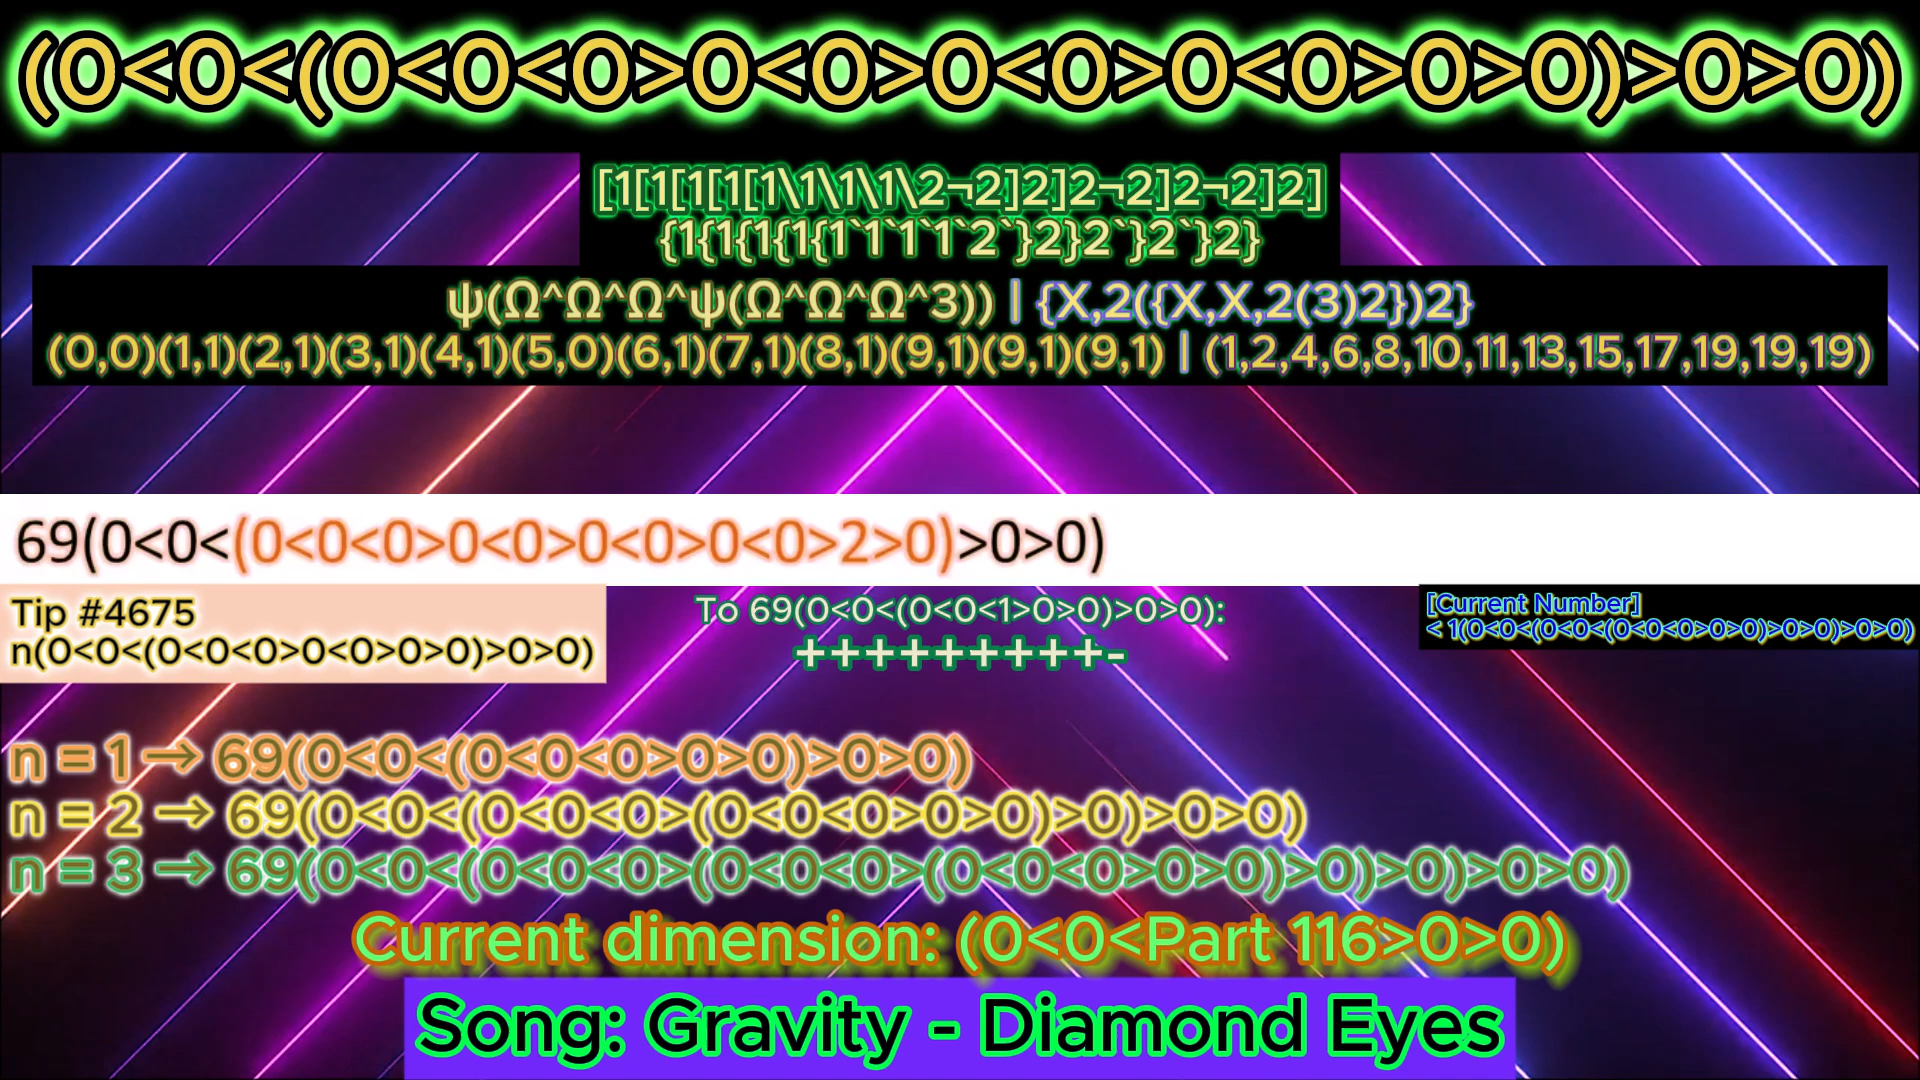 (0<0<(0<0<0>0<0>0<0>0<0>0>0)>0>0)
[1[1[1[1[1\1\1\1\2¬2]2]2¬2]2¬2]2]
{1{1{1{1{1`1`1`1`2`}2}2`}2`}2}
ψ(Ω^Ω^Ω^ψ(Ω^Ω^Ω^3)) | {X,2({X,X,2(3)2})2}
(0,0)(1,1)(2,1)(3,1)(4,1)(5,0)(6,1)(7,1)(8,1)(9,1)(9,1)(9,1) | (1,2,4,6,8,10,11,13,15,17,19,19,19)
69(0<0<(0<0<0>0<0>0<0>0<0>2>0)>0>0)
Tip #4675
n(0<0<(0<0<0>0<0>0>0)>0>0)
To 69(0<0<(0<0<1>0>0)>0>0):
+++++++++-
[Current Number]
< 1(0<0<(0<0<(0<0<0>0>0)>0>0)>0>0)
n = 1 → 69(0<0<(0<0<0>0>0)>0>0)
n = 2 → 69(0<0<(0<0<0>(0<0<0>0>0)>0)>0>0)
n = 3 → 69(0<0<(0<0<0>(0<0<0>(0<0<0>0>0)>0)>0)>0>0)
Current dimension: (0<0<Part 116>0>0)
Song: Gravity - Diamond Eyes